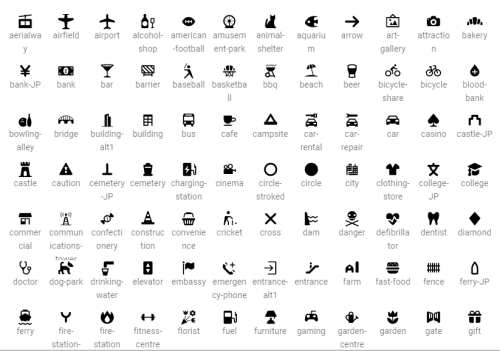 aerialwa airfield airport alcohol- american amusem animal- aquariu arrow art- attractio bakery
y shop -football ent-park shelter m gallery n
bank-JP bank bar barrier baseball basketba bbq beach beer bicycle- bicycle blood-
ll share bank
bowling- bridge building- building bus cafe campsite car- car- car casino castle-JP
alley alt1 rental repair
castle caution cemetery cemetery charging- cinema circle- circle city clothing- college- college
-JP station stroked store JP
commer commun confecti construc convenie cricket cross dam danger defibrilla dentist diamond
cial ications- onery tion nce tor
tower
doctor dog-park drinking- elevator embassy emergen entrance- entrance farm fast-food fence ferry-JP
water cy-phone alt1
ferry fire- fire- fitness- florist fuel furniture gaming garden- garden gate gift
station- station centre centre